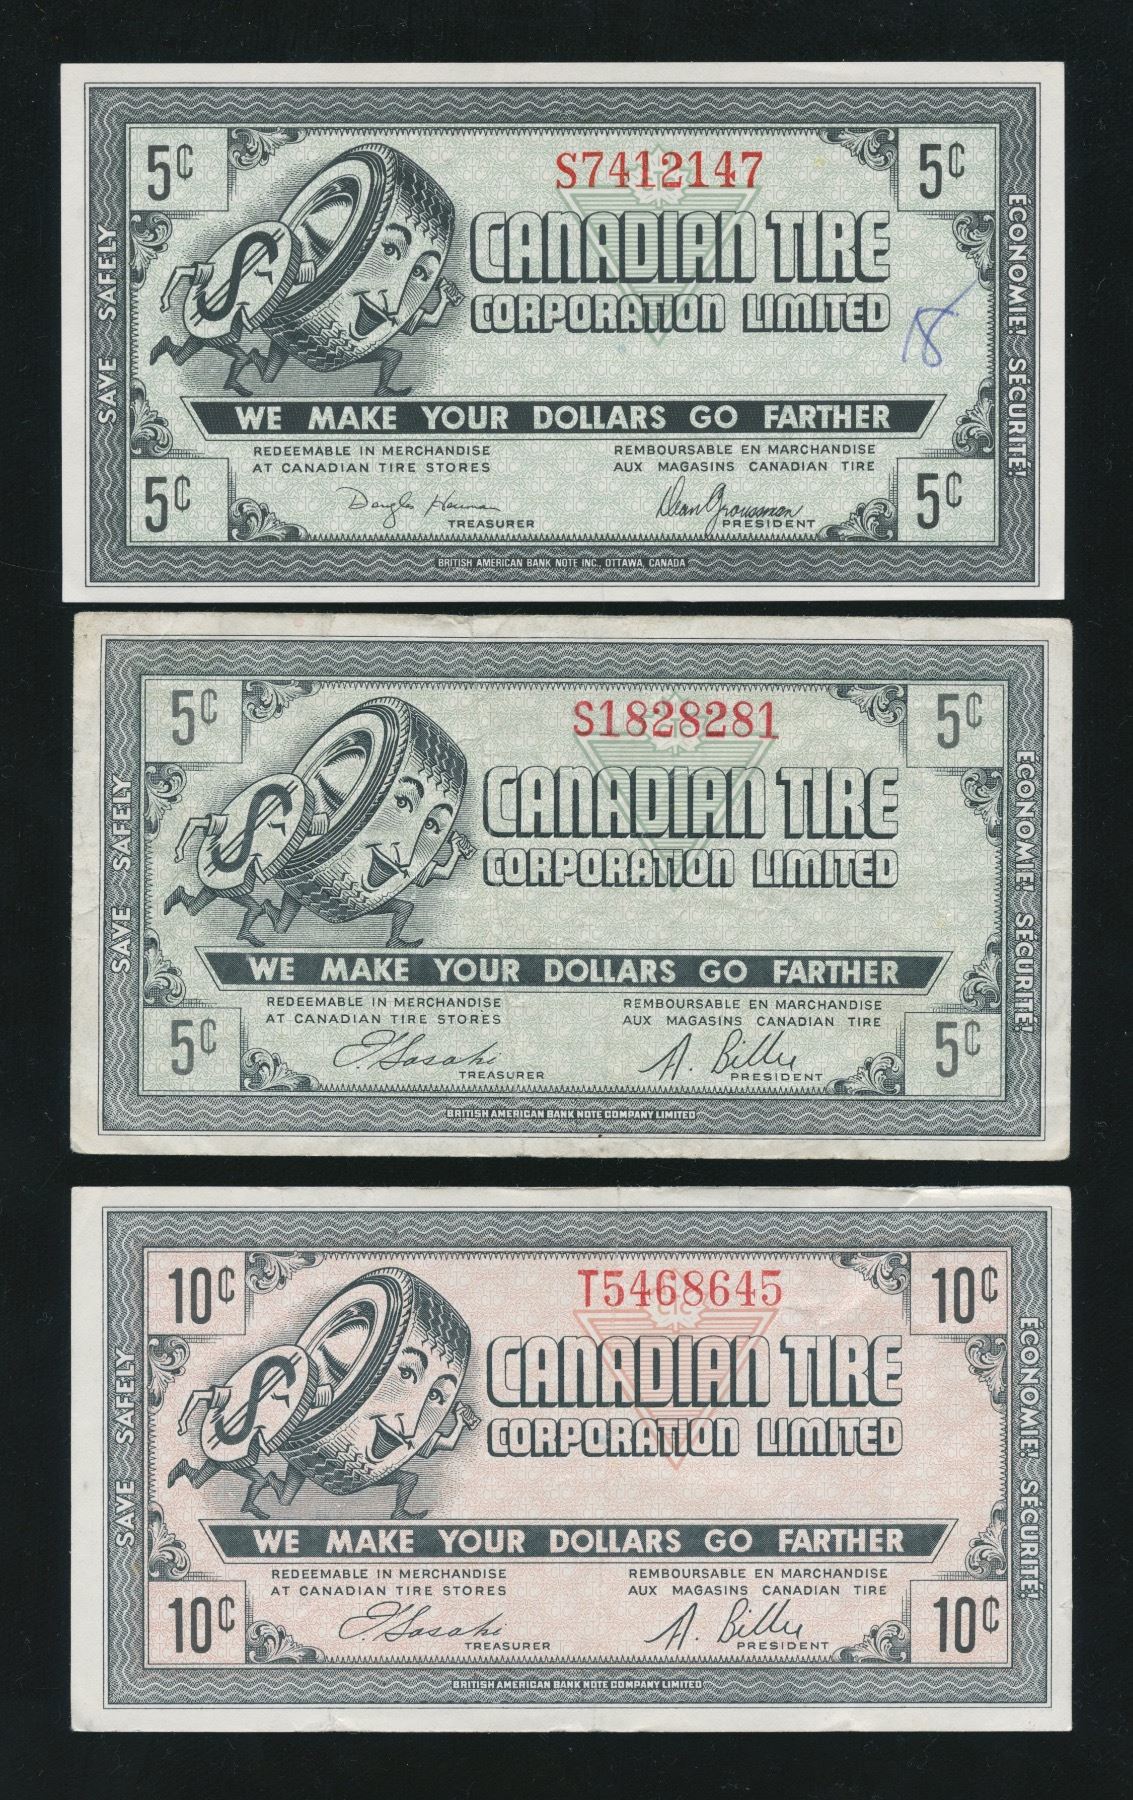 5¢ S7412147 5¢
CANADIAN TIRE
CORPORATION LIMITED
18
SAVE SAFELY
ÉCONOMIE! SÉCURITÉ!
WE MAKE YOUR DOLLARS GO FARTHER
REDEEMABLE IN MERCHANDISE
AT CANADIAN TIRE STORES
REMBOURSABLE EN MARCHANDISE
AUX MAGASINS CANADIAN TIRE
5¢ 5¢
TREASURER
Dean Groussman
PRESIDENT
BRITISH AMERICAN BANK NOTE INC., OTTAWA, CANADA
5¢ S1828281 5¢
CANADIAN TIRE
CORPORATION LIMITED
SAVE SAFELY
ÉCONOMIE! SÉCURITÉ!
WE MAKE YOUR DOLLARS GO FARTHER
REDEEMABLE IN MERCHANDISE
AT CANADIAN TIRE STORES
REMBOURSABLE EN MARCHANDISE
AUX MAGASINS CANADIAN TIRE
5¢ 5¢
TREASURER
A. Billes
PRESIDENT
BRITISH AMERICAN BANK NOTE COMPANY LIMITED
10¢ T5468645 10¢
CANADIAN TIRE
CORPORATION LIMITED
SAVE SAFELY
ÉCONOMIE! SÉCURITÉ!
WE MAKE YOUR DOLLARS GO FARTHER
REDEEMABLE IN MERCHANDISE
AT CANADIAN TIRE STORES
REMBOURSABLE EN MARCHANDISE
AUX MAGASINS CANADIAN TIRE
10¢ 10¢
TREASURER
A. Billes
PRESIDENT
BRITISH AMERICAN BANK NOTE COMPANY LIMITED